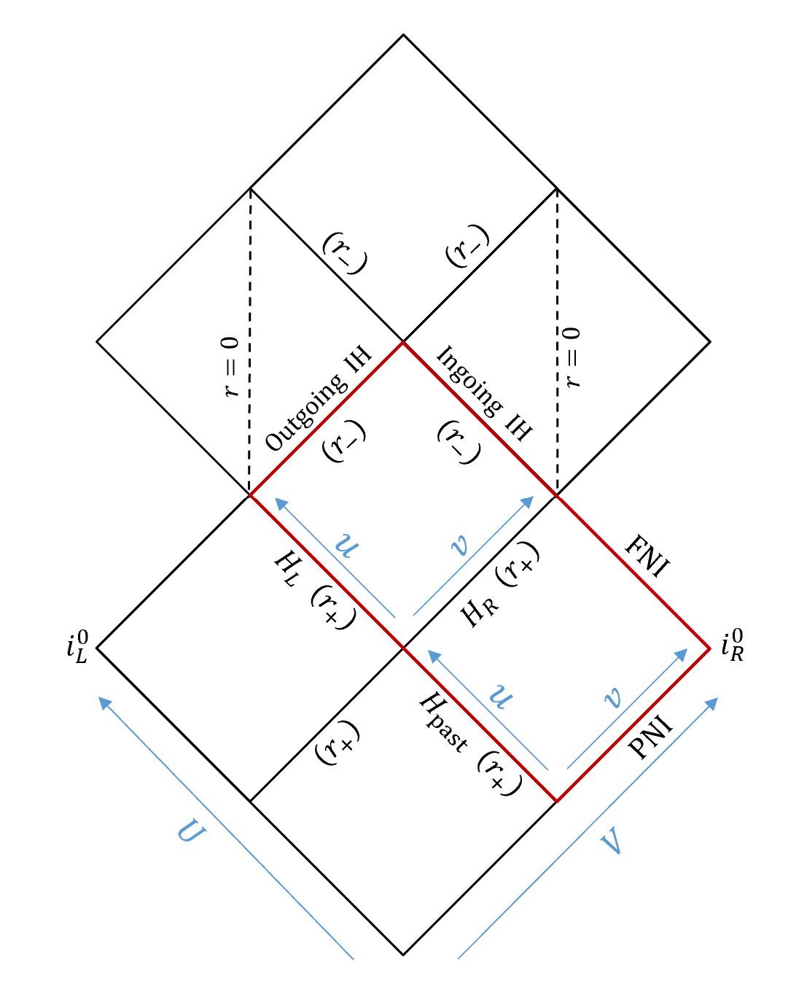 (r₋)
(r₋)
r = 0
r = 0
Outgoing IH
Ingoing IH
(r₋)
(r₋)
u
v
H_L (r₊)
H_R (r₊)
FNI
i_L^0
i_R^0
u
v
H_past (r₊)
(r₊)
PNI
U
V